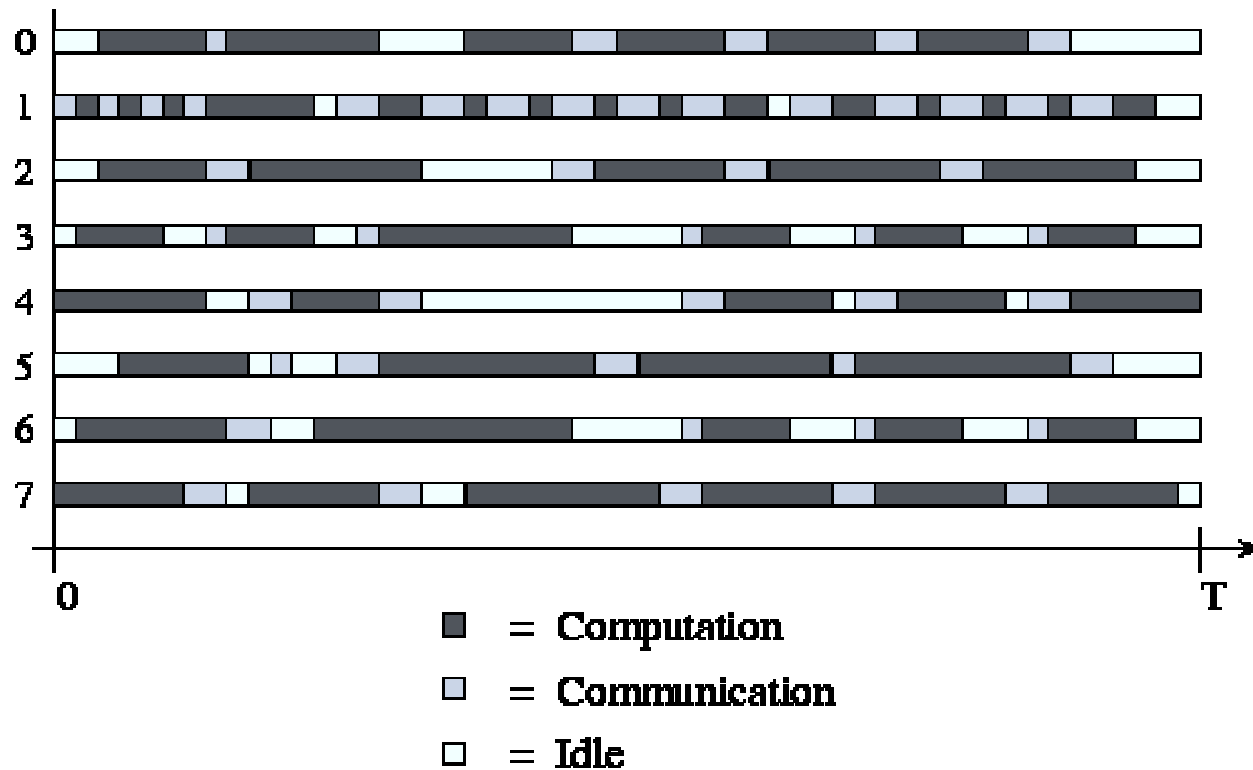 0
1
2
3
4
5
6
7
0 T
= Computation
= Communication
= Idle